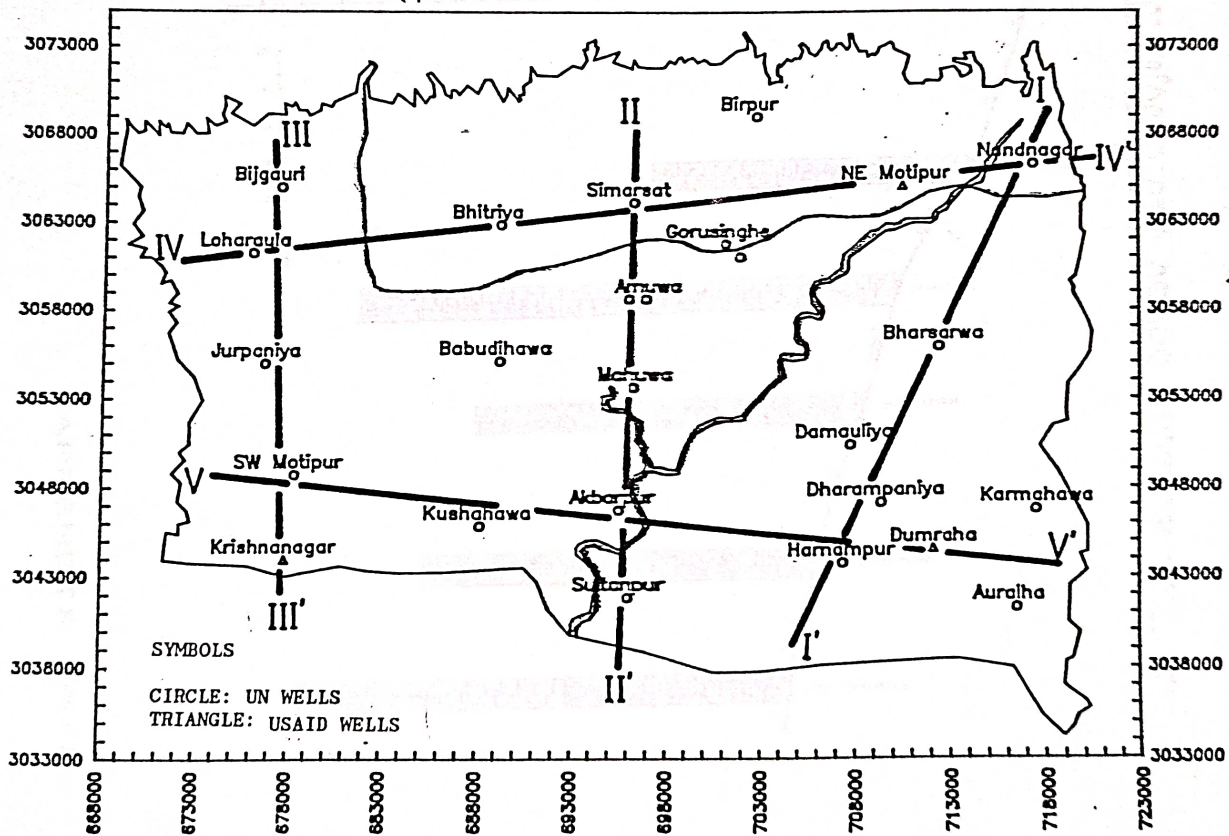 3073000
3073000
I
II
Birpur
3068000
III
3068000
Nandnagar
IV'
Bijgauri
NE Motipur
Simarsat
Bhitriya
3063000
3063000
Gorusinghe
Loharaula
IV
Amuwa
3058000
3058000
Bharsarwa
Jurpaniya
Babudihawa
3053000
3053000
Damauliya
SW Motipur
V
3048000
3048000
Dharampaniya
Karmahawa
Akbarpur
Kushahawa
Krishnanagar
Dumraha
V'
Harnampur
3043000
3043000
Sultanpur
Auralha
III'
I'
SYMBOLS
3038000
3038000
II'
CIRCLE: UN WELLS
TRIANGLE: USAID WELLS
3033000
3033000
668000
673000
678000
683000
688000
693000
698000
703000
708000
713000
718000
723000